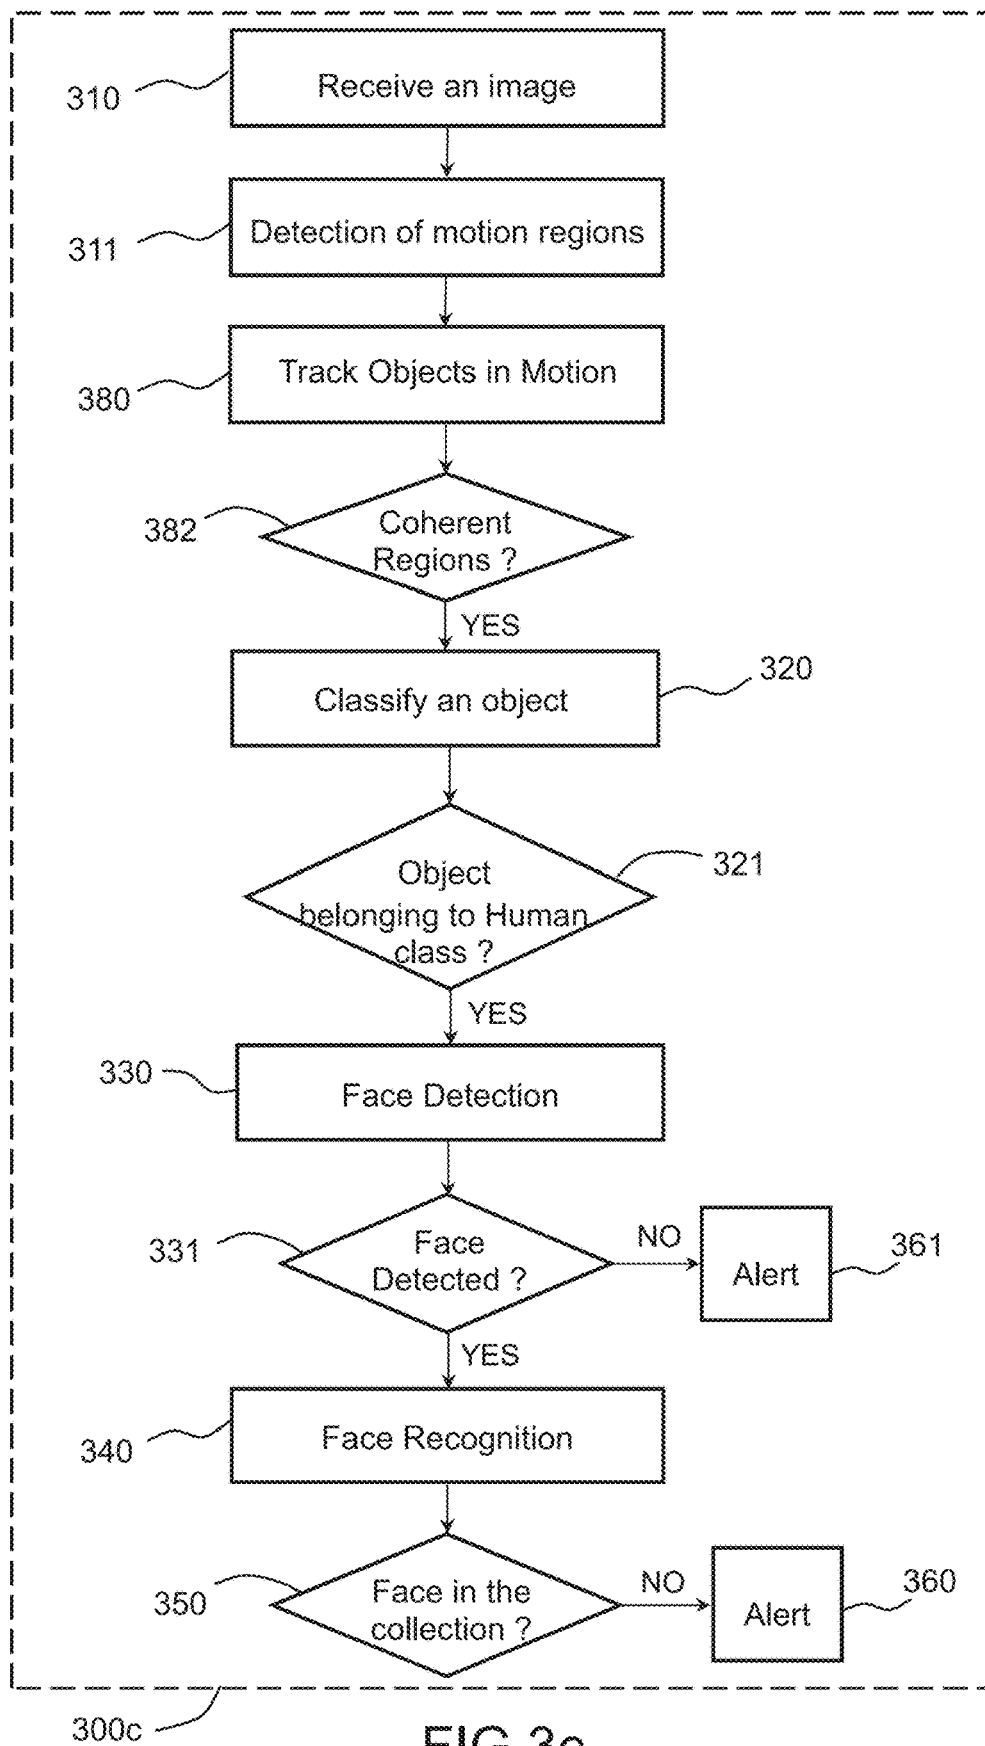 Receive an image
310
Detection of motion regions
311
Track Objects in Motion
380
382
Coherent
Regions ?
YES
320
Classify an object
321
Object
belonging to Human
class ?
YES
330
Face Detection
331
Face
Detected ?
NO
Alert
361
YES
340
Face Recognition
350
Face in the
collection ?
NO
Alert
360
300c
FIG.3c